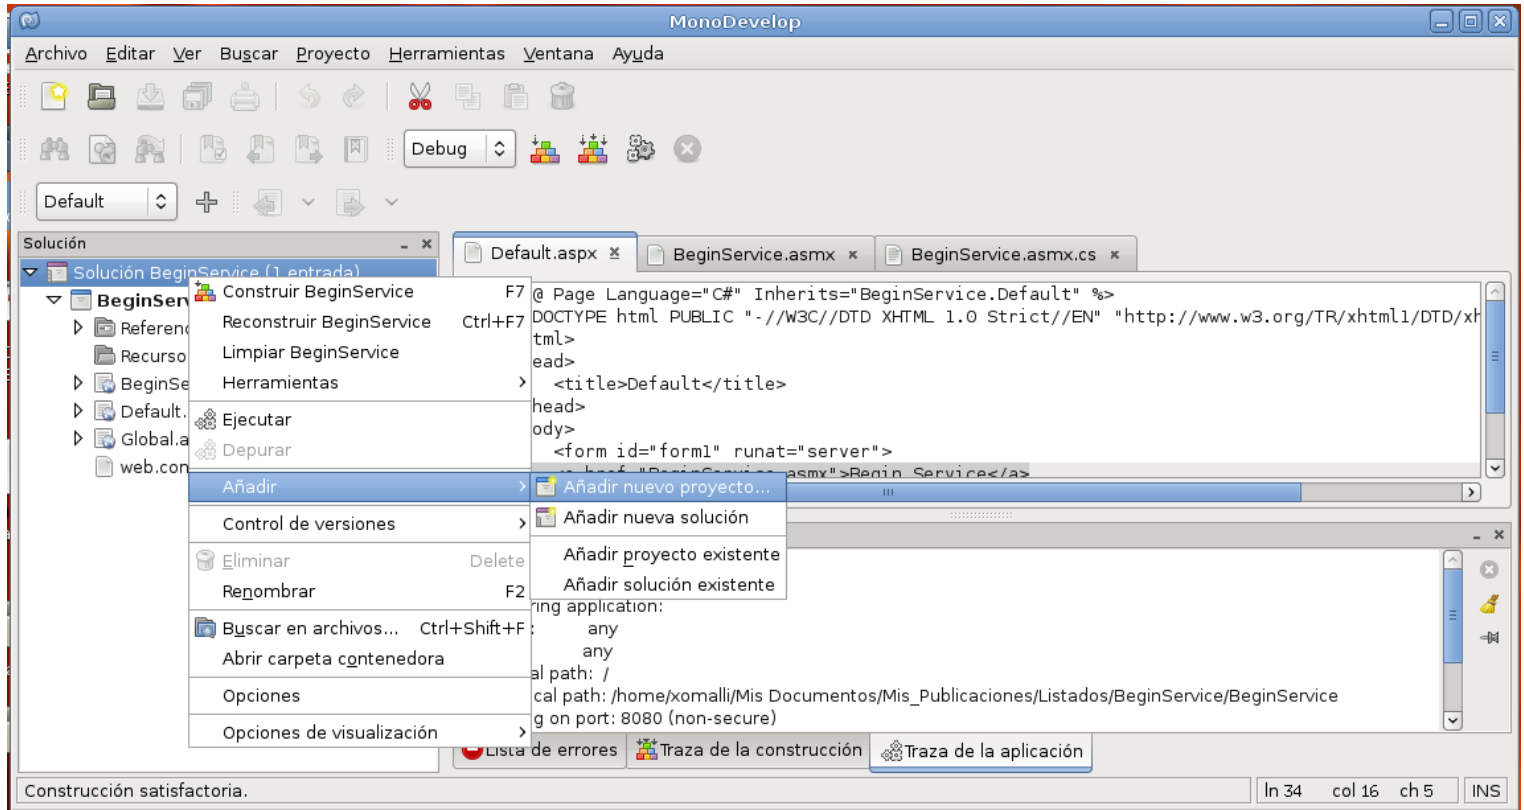 MonoDevelop
Archivo Editar Ver Buscar Proyecto Herramientas Ventana Ayuda
Debug
Default
Solución
Default.aspx
BeginService.asmx
BeginService.asmx.cs
Solución BeginService (1 entrada)
BeginServ
Referenc
Recurso
BeginSe
Default.
Global.a
web.con
Construir BeginService F7
Reconstruir BeginService Ctrl+F7
Limpiar BeginService
Herramientas
Ejecutar
Depurar
Añadir
Control de versiones
Eliminar Delete
Renombrar F2
Buscar en archivos... Ctrl+Shift+F
Abrir carpeta contenedora
Opciones
Opciones de visualización
Añadir nuevo proyecto...
Añadir nueva solución
Añadir proyecto existente
Añadir solución existente
@ Page Language="C#" Inherits="BeginService.Default" %>
DOCTYPE html PUBLIC "-//W3C//DTD XHTML 1.0 Strict//EN" "http://www.w3.org/TR/xhtml1/DTD/xh
tml>
ead>
<title>Default</title>
head>
ody>
<form id="form1" runat="server">
<a href="BeginService.asmx">Begin Service</a>
ring application:
: any
any
al path: /
cal path: /home/xomalli/Mis Documentos/Mis_Publicaciones/Listados/BeginService/BeginService
g on port: 8080 (non-secure)
Lista de errores
Traza de la construcción
Traza de la aplicación
Construcción satisfactoria.
ln 34 col 16 ch 5 INS